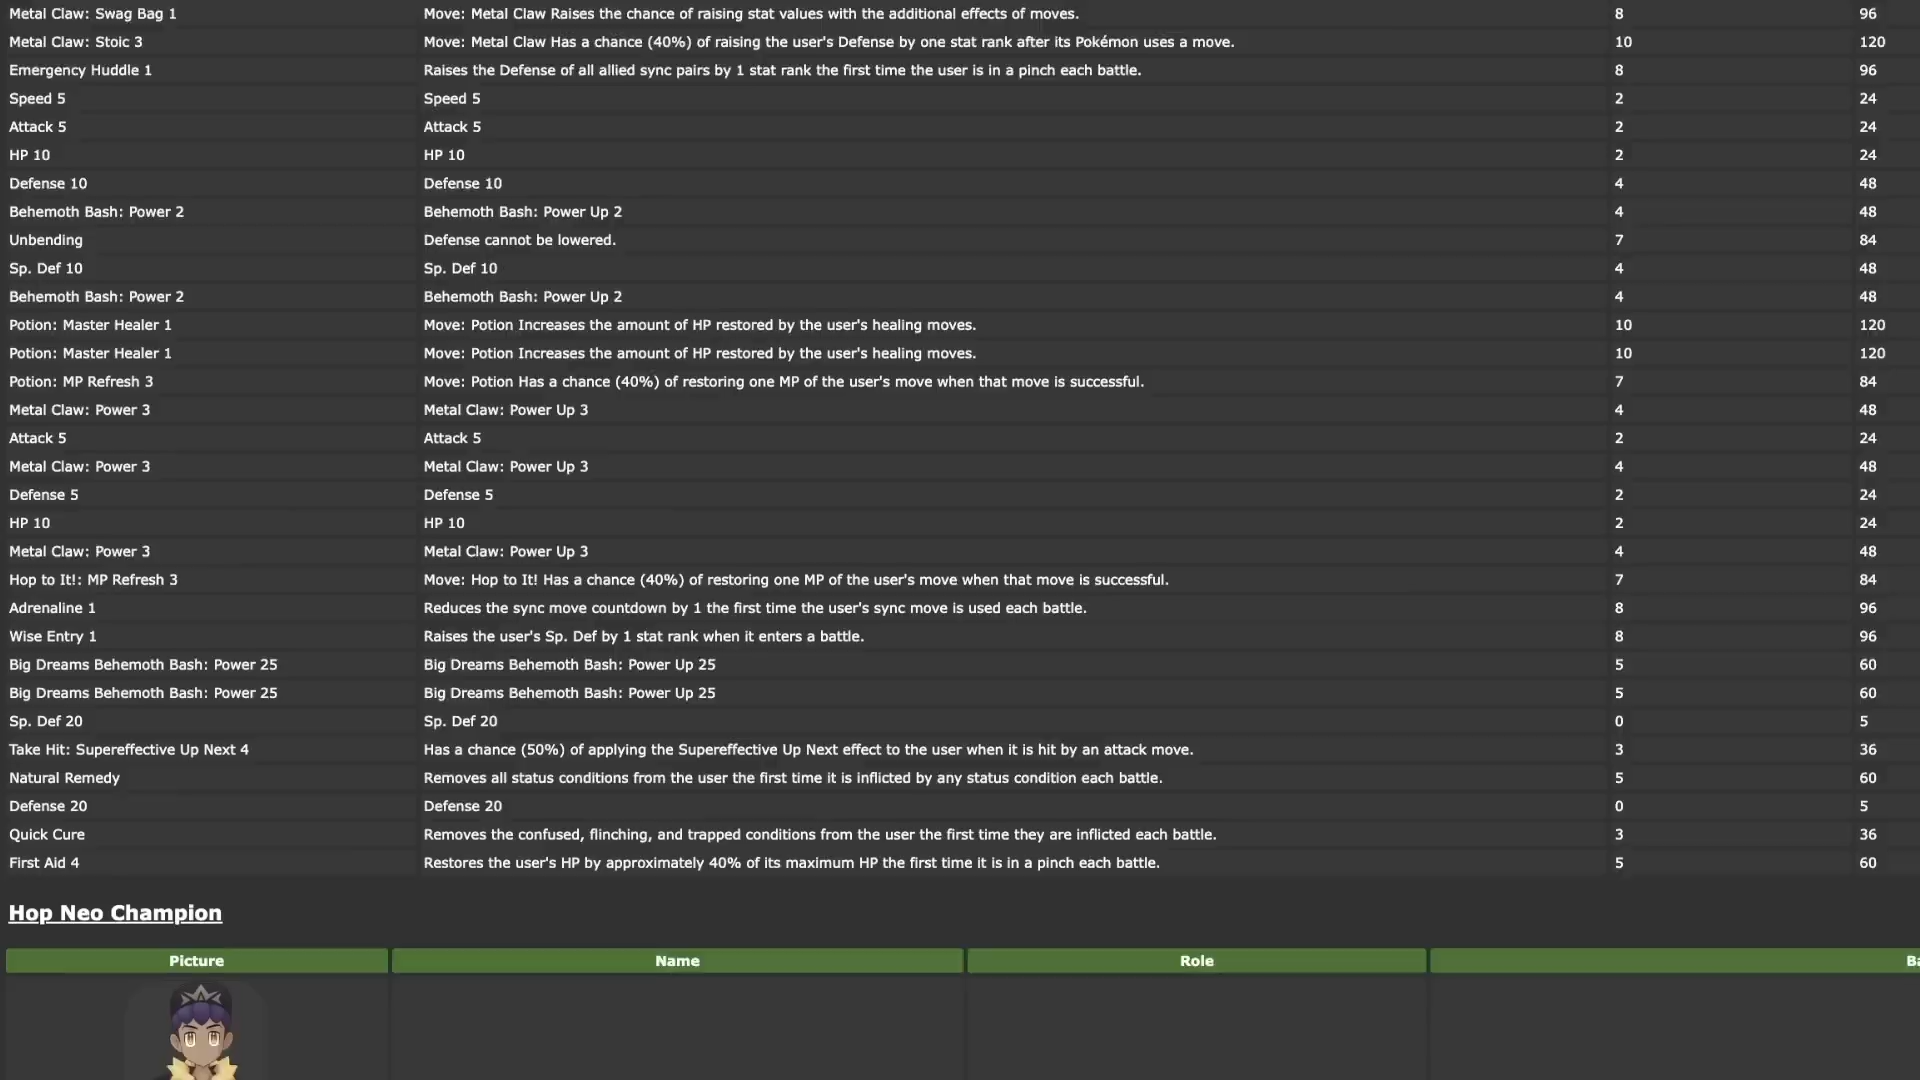 Metal Claw: Swag Bag 1 Move: Metal Claw Raises the chance of raising stat values with the additional effects of moves. 8 96
Metal Claw: Stoic 3 Move: Metal Claw Has a chance (40%) of raising the user's Defense by one stat rank after its Pokémon uses a move. 10 120
Emergency Huddle 1 Raises the Defense of all allied sync pairs by 1 stat rank the first time the user is in a pinch each battle. 8 96
Speed 5 Speed 5 2 24
Attack 5 Attack 5 2 24
HP 10 HP 10 2 24
Defense 10 Defense 10 4 48
Behemoth Bash: Power 2 Behemoth Bash: Power Up 2 4 48
Unbending Defense cannot be lowered. 7 84
Sp. Def 10 Sp. Def 10 4 48
Behemoth Bash: Power 2 Behemoth Bash: Power Up 2 4 48
Potion: Master Healer 1 Move: Potion Increases the amount of HP restored by the user's healing moves. 10 120
Potion: Master Healer 1 Move: Potion Increases the amount of HP restored by the user's healing moves. 10 120
Potion: MP Refresh 3 Move: Potion Has a chance (40%) of restoring one MP of the user's move when that move is successful. 7 84
Metal Claw: Power 3 Metal Claw: Power Up 3 4 48
Attack 5 Attack 5 2 24
Metal Claw: Power 3 Metal Claw: Power Up 3 4 48
Defense 5 Defense 5 2 24
HP 10 HP 10 2 24
Metal Claw: Power 3 Metal Claw: Power Up 3 4 48
Hop to It!: MP Refresh 3 Move: Hop to It! Has a chance (40%) of restoring one MP of the user's move when that move is successful. 7 84
Adrenaline 1 Reduces the sync move countdown by 1 the first time the user's sync move is used each battle. 8 96
Wise Entry 1 Raises the user's Sp. Def by 1 stat rank when it enters a battle. 8 96
Big Dreams Behemoth Bash: Power 25 Big Dreams Behemoth Bash: Power Up 25 5 60
Big Dreams Behemoth Bash: Power 25 Big Dreams Behemoth Bash: Power Up 25 5 60
Sp. Def 20 Sp. Def 20 0 5
Take Hit: Supereffective Up Next 4 Has a chance (50%) of applying the Supereffective Up Next effect to the user when it is hit by an attack move. 3 36
Natural Remedy Removes all status conditions from the user the first time it is inflicted by any status condition each battle. 5 60
Defense 20 Defense 20 0 5
Quick Cure Removes the confused, flinching, and trapped conditions from the user the first time they are inflicted each battle. 3 36
First Aid 4 Restores the user's HP by approximately 40% of its maximum HP the first time it is in a pinch each battle. 5 60
Hop Neo Champion
Picture Name Role